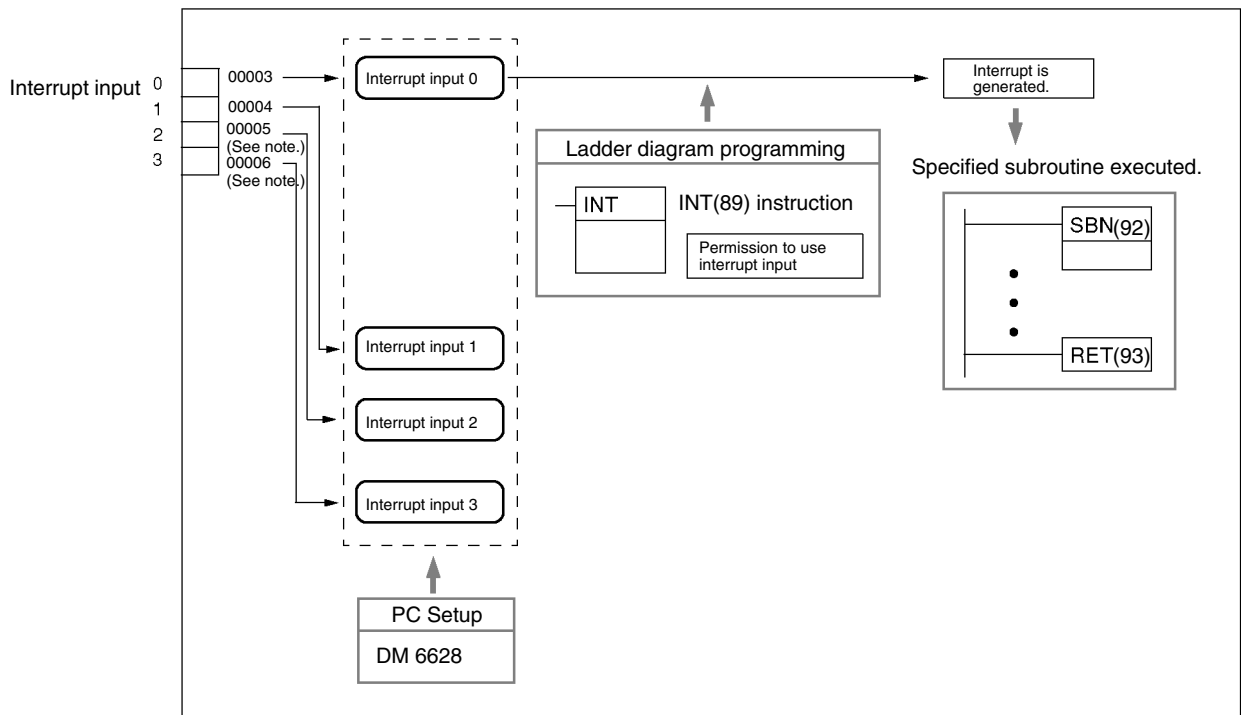 Interrupt input
0
00003
1
00004
2
00005
(See note.)
3
00006
(See note.)
Interrupt input 0
Interrupt input 1
Interrupt input 2
Interrupt input 3
PC Setup
DM 6628
Ladder diagram programming
INT
INT(89) instruction
Permission to use
interrupt input
Interrupt is
generated.
Specified subroutine executed.
SBN(92)
RET(93)